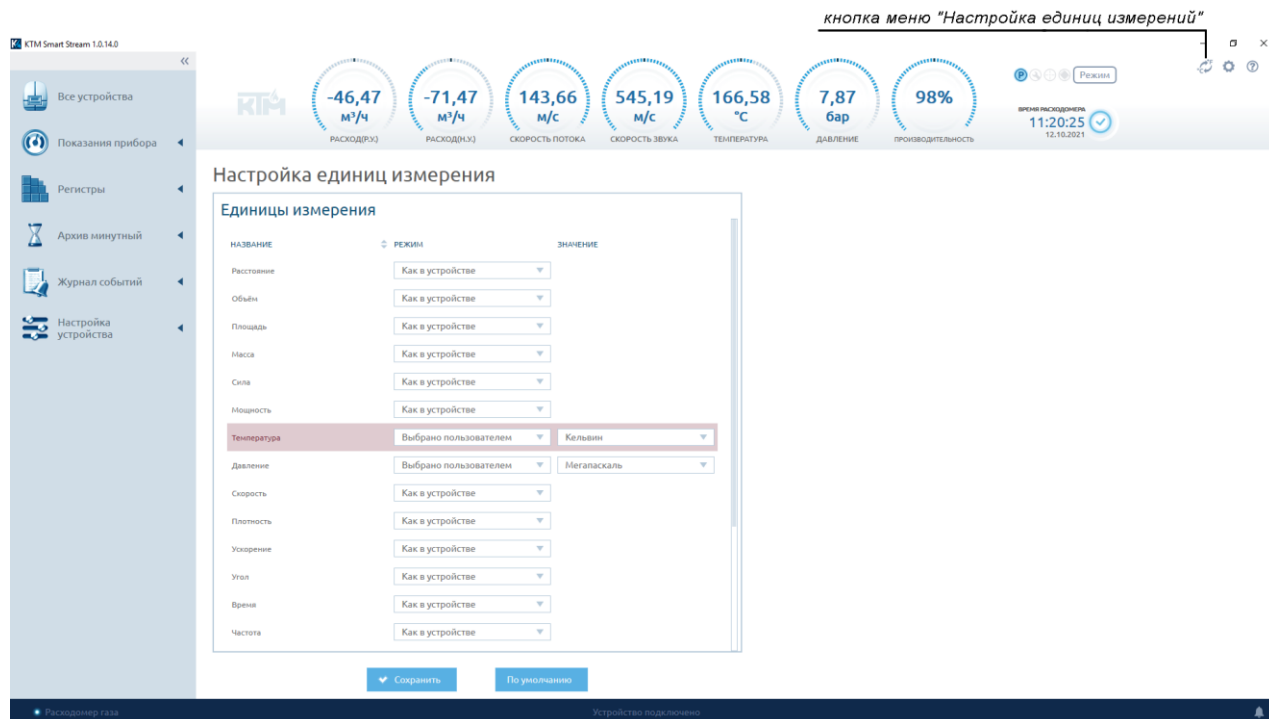 кнопка меню "Настройка единиц измерений"
KTM Smart Stream 1.0.14.0
Все устройства
Показания прибора
Регистры
Архив минутный
Журнал событий
Настройка
устройства
КТМ
-46,47
м³/ч
РАСХОД(Р.У.)
-71,47
м³/ч
РАСХОД(Н.У.)
143,66
м/с
СКОРОСТЬ ПОТОКА
545,19
м/с
СКОРОСТЬ ЗВУКА
166,58
°C
ТЕМПЕРАТУРА
7,87
бар
ДАВЛЕНИЕ
98%
ПРОИЗВОДИТЕЛЬНОСТЬ
P Режим
ВРЕМЯ РАСХОДОМЕРА
11:20:25
12.10.2021
Настройка единиц измерения
Единицы измерения
НАЗВАНИЕ РЕЖИМ ЗНАЧЕНИЕ
Расстояние Как в устройстве
Объём Как в устройстве
Площадь Как в устройстве
Масса Как в устройстве
Сила Как в устройстве
Мощность Как в устройстве
Температура Выбрано пользователем Кельвин
Давление Выбрано пользователем Мегапаскаль
Скорость Как в устройстве
Плотность Как в устройстве
Ускорение Как в устройстве
Угол Как в устройстве
Время Как в устройстве
Частота Как в устройстве
Сохранить По умолчанию
Расходомер газа Устройство подключено